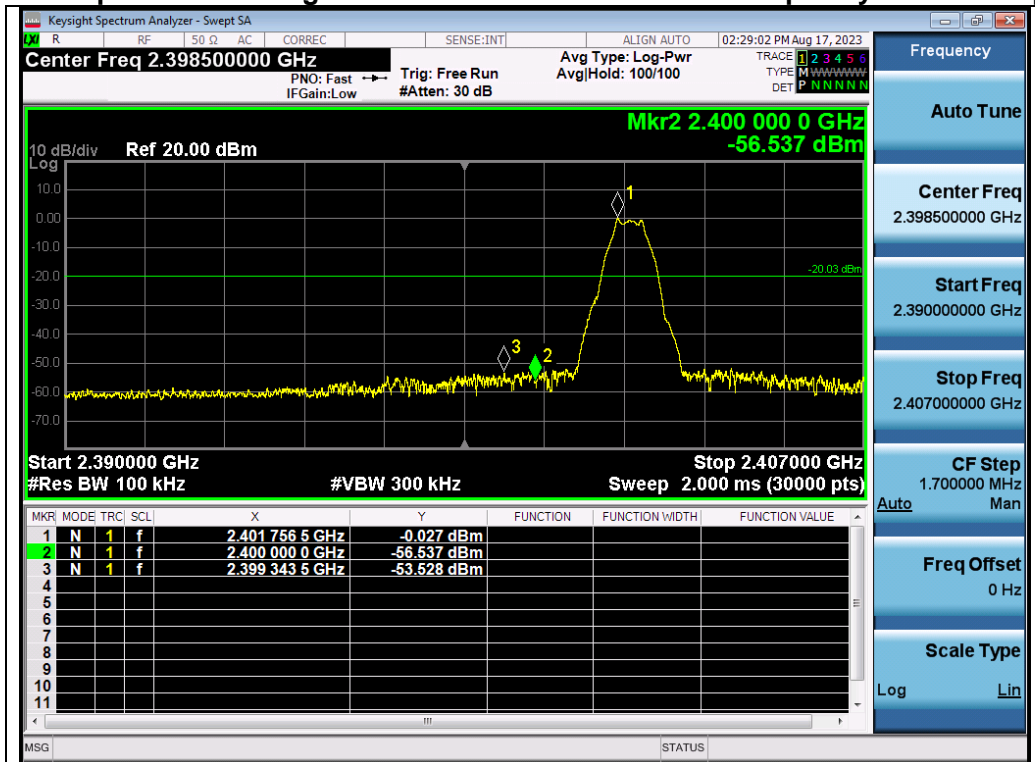 Keysight Spectrum Analyzer - Swept SA
LXI R RF 50 Ω AC CORREC SENSE:INT ALIGN AUTO 02:29:02 PM Aug 17, 2023
Center Freq 2.398500000 GHz
PNO: Fast
IFGain:Low
Trig: Free Run
#Atten: 30 dB
Avg Type: Log-Pwr
Avg|Hold: 100/100
TRACE 1 2 3 4 5 6
TYPE M WWWWW
DET P N N N N N
Mkr2 2.400 000 0 GHz
-56.537 dBm
10 dB/div Ref 20.00 dBm
Log
10.0
0.00
-10.0
-20.0
-30.0
-40.0
-50.0
-60.0
-70.0
1
-20.03 dBm
3
2
Start 2.390000 GHz Stop 2.407000 GHz
#Res BW 100 kHz #VBW 300 kHz Sweep 2.000 ms (30000 pts)
MKR MODE TRC SCL X Y FUNCTION FUNCTION WIDTH FUNCTION VALUE
1 N 1 f 2.401 756 5 GHz -0.027 dBm
2 N 1 f 2.400 000 0 GHz -56.537 dBm
3 N 1 f 2.399 343 5 GHz -53.528 dBm
4
5
6
7
8
9
10
11
MSG STATUS
Frequency
Auto Tune
Center Freq
2.398500000 GHz
Start Freq
2.390000000 GHz
Stop Freq
2.407000000 GHz
CF Step
1.700000 MHz
Auto Man
Freq Offset
0 Hz
Scale Type
Log Lin